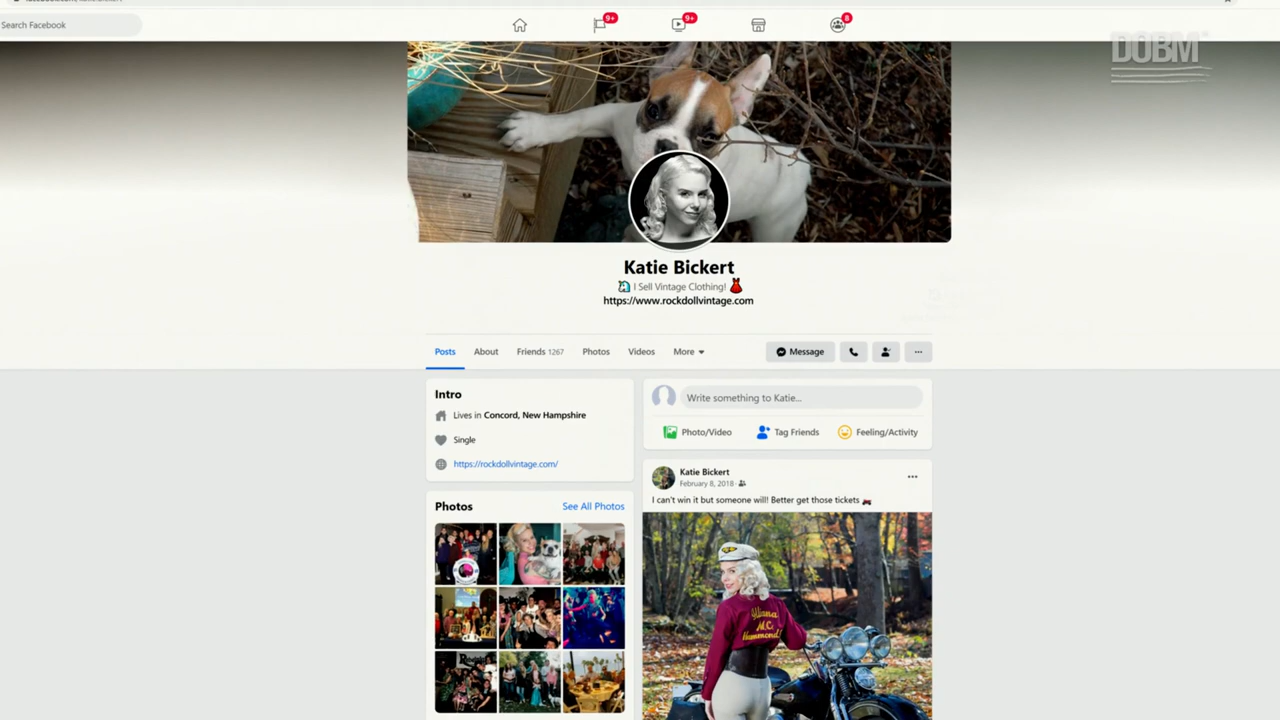 Search Facebook
9+
9+
8
DOBM
Katie Bickert
I Sell Vintage Clothing!
https://www.rockdollvintage.com
Posts
About
Friends 1267
Photos
Videos
More
Message
Intro
Lives in Concord, New Hampshire
Single
https://rockdollvintage.com/
Write something to Katie...
Photo/Video
Tag Friends
Feeling/Activity
Photos
See All Photos
Katie Bickert
February 8, 2018
I can't win it but someone will! Better get those tickets
M.C.
Hammond